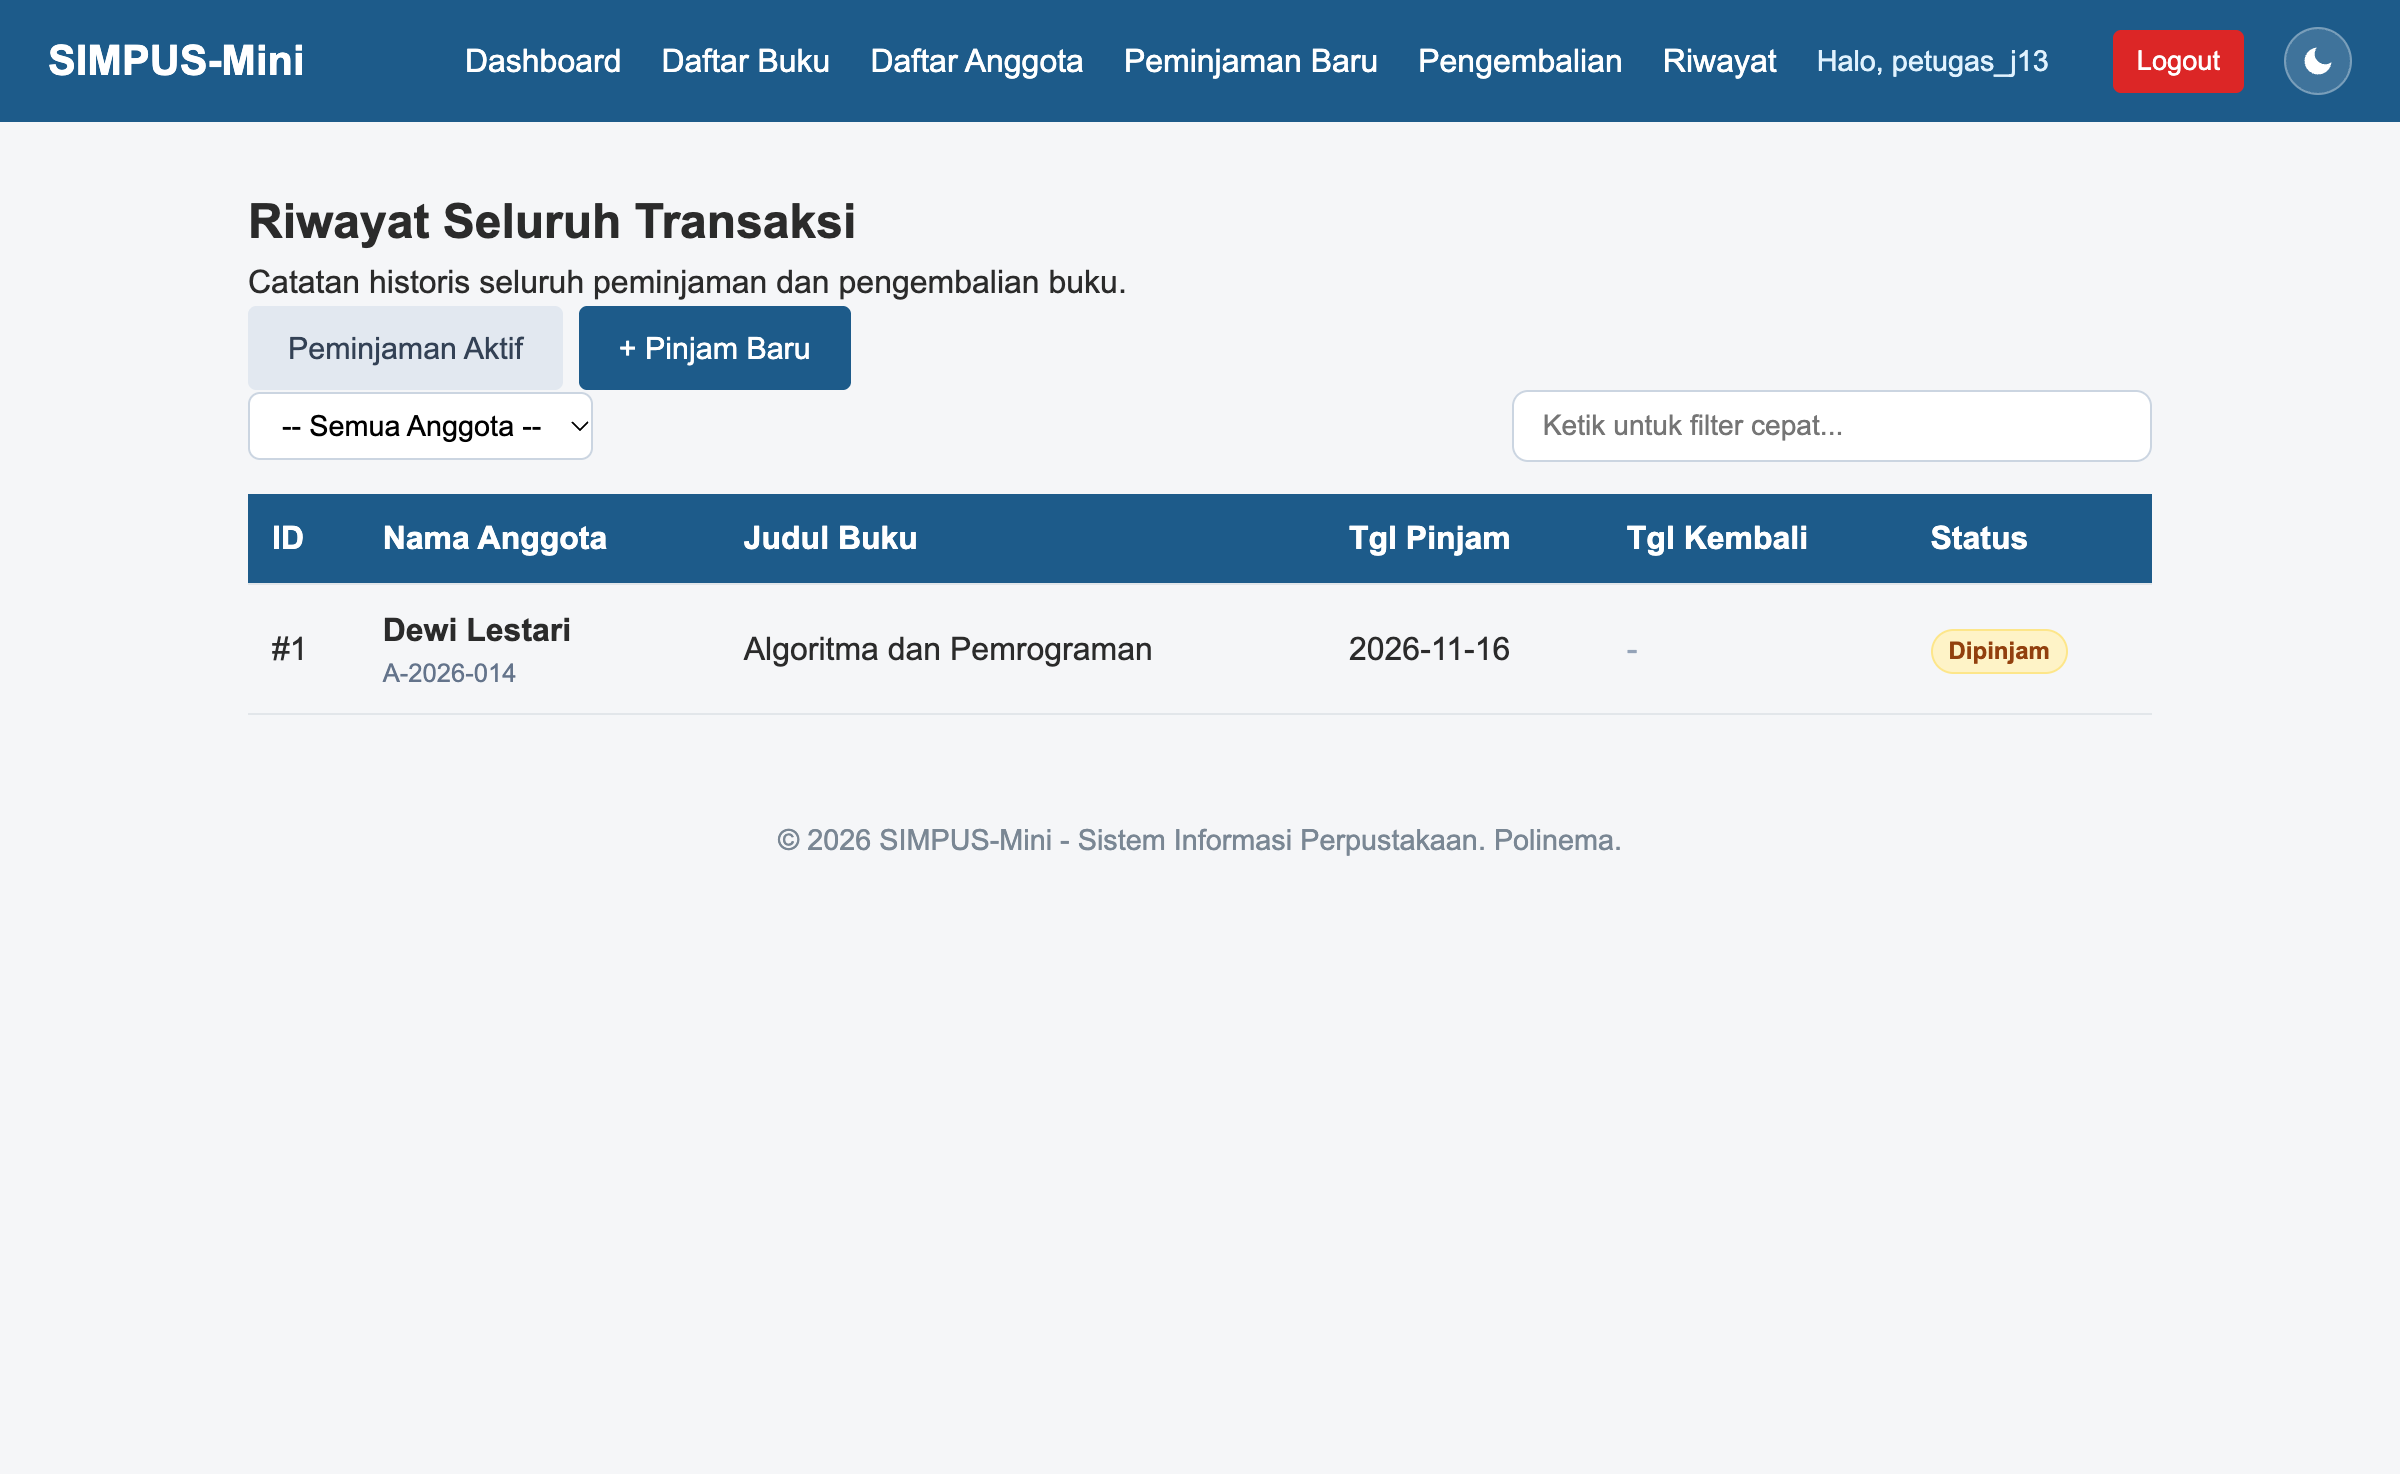 SIMPUS-Mini Dashboard Daftar Buku Daftar Anggota Peminjaman Baru Pengembalian Riwayat Halo, petugas_j13 Logout
Riwayat Seluruh Transaksi
Catatan historis seluruh peminjaman dan pengembalian buku.
Peminjaman Aktif + Pinjam Baru
-- Semua Anggota -- Ketik untuk filter cepat...
ID Nama Anggota Judul Buku Tgl Pinjam Tgl Kembali Status
#1 Dewi Lestari Algoritma dan Pemrograman 2026-11-16 - Dipinjam
A-2026-014
© 2026 SIMPUS-Mini - Sistem Informasi Perpustakaan. Polinema.